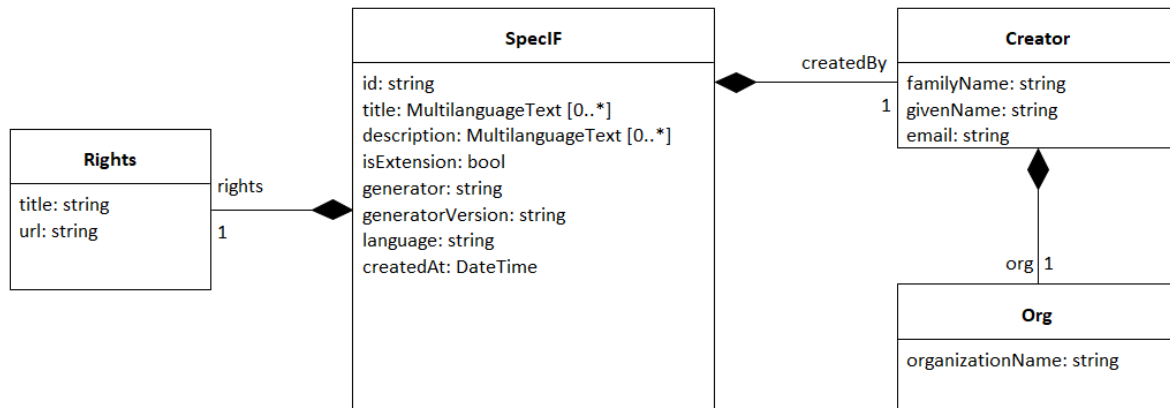 SpecIF
id: string
title: MultilanguageText [0..*]
description: MultilanguageText [0..*]
isExtension: bool
generator: string
generatorVersion: string
language: string
createdAt: DateTime
Rights
title: string
url: string
rights
1
createdBy
1
Creator
familyName: string
givenName: string
email: string
org
1
Org
organizationName: string